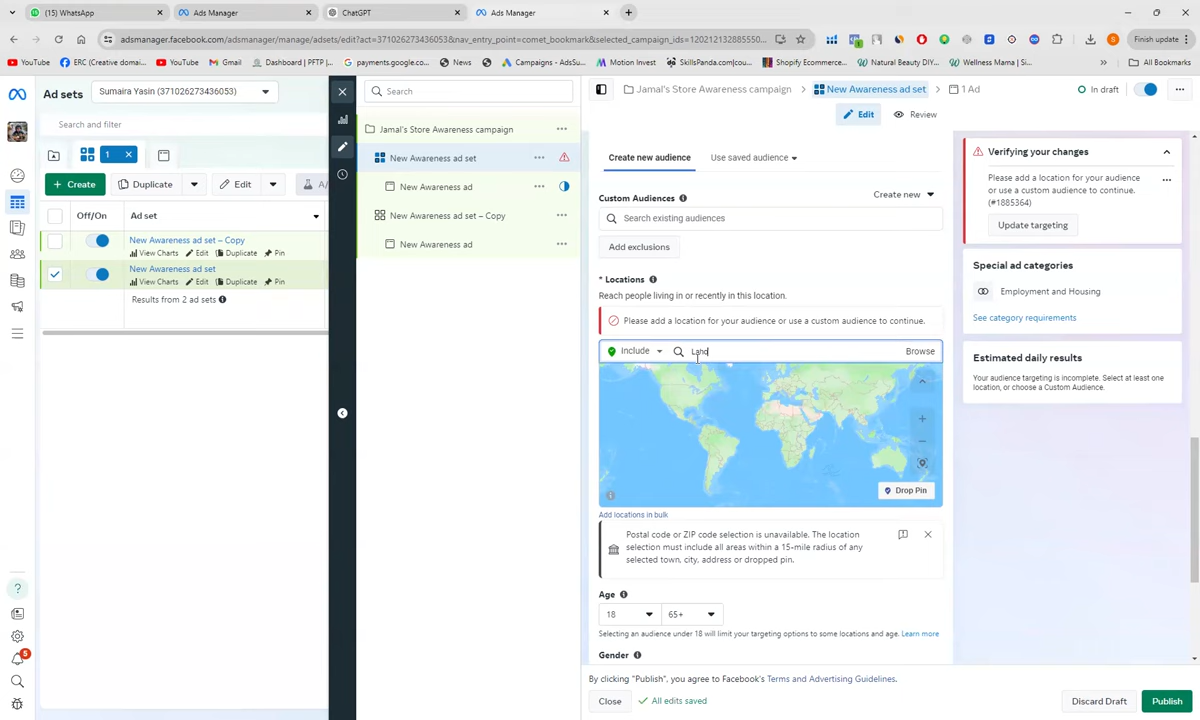 (15) WhatsApp
Ads Manager
ChatGPT
Ads Manager
adsmanager.facebook.com/adsmanager/manage/adsets/edit?act=371026273436053&nav_entry_point=comet_bookmark&selected_campaign_ids=120212132885550...
Finish update
YouTube
ERC (Creative domai...
YouTube
Gmail
Dashboard | PFTP |...
payments.google.co...
News
Campaigns - AdsSu...
Motion Invest
SkillsPanda.com|cou...
Shopify Ecommerce...
Natural Beauty DIY...
Wellness Mama | Si...
All Bookmarks
Ad sets
Sumaira Yasin (371026273436053)
Search and filter
1
Create
Duplicate
Edit
A/
Off/On
Ad set
New Awareness ad set – Copy
View Charts
Edit
Duplicate
Pin
New Awareness ad set
View Charts
Edit
Duplicate
Pin
Results from 2 ad sets
5
Search
Jamal's Store Awareness campaign
New Awareness ad set
New Awareness ad
New Awareness ad set – Copy
New Awareness ad
Jamal's Store Awareness campaign
New Awareness ad set
1 Ad
In draft
Edit
Review
Create new audience
Use saved audience
Custom Audiences
Create new
Search existing audiences
Add exclusions
* Locations
Reach people living in or recently in this location.
Please add a location for your audience or use a custom audience to continue.
Include
Laho
Browse
Drop Pin
Add locations in bulk
Postal code or ZIP code selection is unavailable. The location
selection must include all areas within a 15-mile radius of any
selected town, city, address or dropped pin.
Age
18
65+
Selecting an audience under 18 will limit your targeting options to some locations and age. Learn more
Gender
By clicking "Publish", you agree to Facebook's Terms and Advertising Guidelines.
Close
All edits saved
Discard Draft
Publish
Verifying your changes
Please add a location for your audience
or use a custom audience to continue.
(#1885364)
Update targeting
Special ad categories
Employment and Housing
See category requirements
Estimated daily results
Your audience targeting is incomplete. Select at least one
location, or choose a Custom Audience.